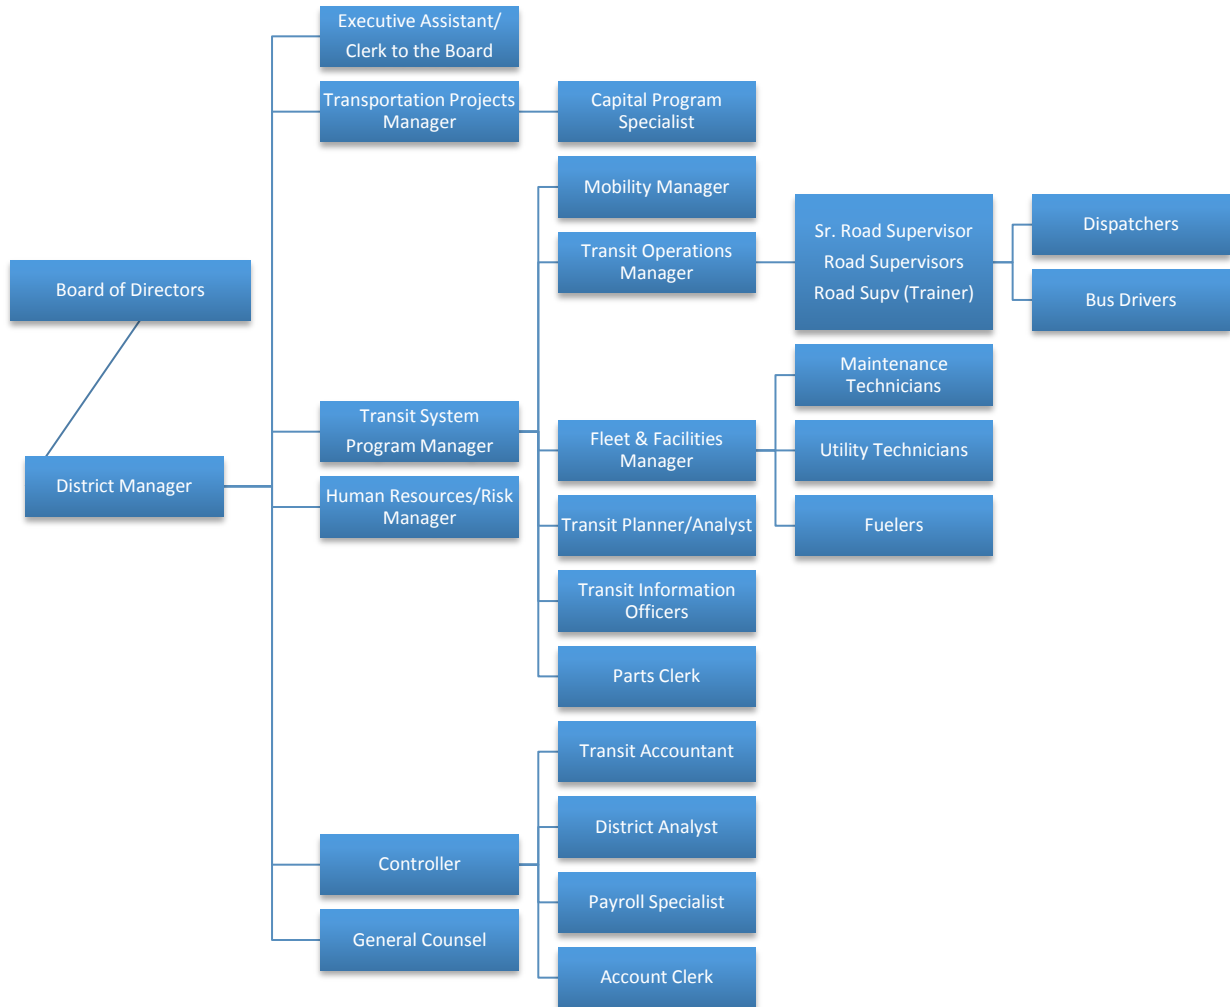 Executive Assistant/
Clerk to the Board
Transportation Projects
Manager
Capital Program
Specialist
Mobility Manager
Transit Operations
Manager
Sr. Road Supervisor
Road Supervisors
Road Supv (Trainer)
Dispatchers
Bus Drivers
Board of Directors
District Manager
Transit System
Program Manager
Fleet & Facilities
Manager
Maintenance
Technicians
Utility Technicians
Fuelers
Human Resources/Risk
Manager
Transit Planner/Analyst
Transit Information
Officers
Parts Clerk
Controller
Transit Accountant
District Analyst
Payroll Specialist
Account Clerk
General Counsel